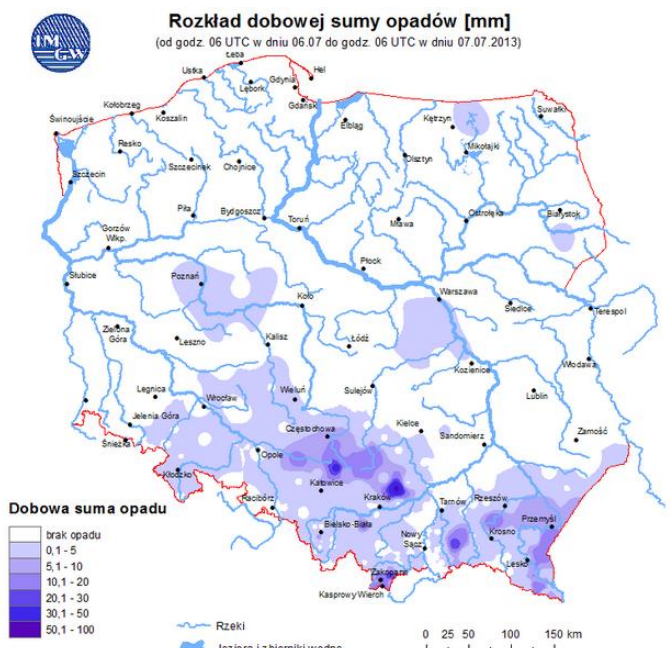 IM
GW
Rozkład dobowej sumy opadów [mm]
(od godz. 06 UTC w dniu 06.07 do godz. 06 UTC w dniu 07.07.2013)
Łeba
Ustka
Hel
Gdynia
Lębork
Gdańsk
Kołobrzeg
Koszalin
Suwałki
Kętrzyn
Elbląg
Świnoujście
Resko
Szczecinek
Chojnice
Olsztyn
Mikołajki
Szczecin
Piła
Bydgoszcz
Toruń
Mława
Ostrołęka
Białystok
Gorzów
Wlkp.
Płock
Słubice
Poznań
Koło
Warszawa
Siedlce
Terespol
Zielona
Góra
Leszno
Kalisz
Łódź
Kozienice
Włodawa
Legnica
Wrocław
Wieluń
Sulejów
Lublin
Jelenia Góra
Częstochowa
Kielce
Sandomierz
Zamość
Śnieżka
Opole
Kłodzko
Katowice
Racibórz
Kraków
Tarnów
Rzeszów
Przemyśl
Bielsko-Biała
Nowy
Sącz
Krosno
Lesko
Zakopane
Kasprowy Wierch
Dobowa suma opadu
brak opadu
0,1 - 5
5,1 - 10
10,1 - 20
20,1 - 30
30,1 - 50
50,1 - 100
Rzeki
Jeziora i zbiorniki wodne
0 25 50 100 150 km